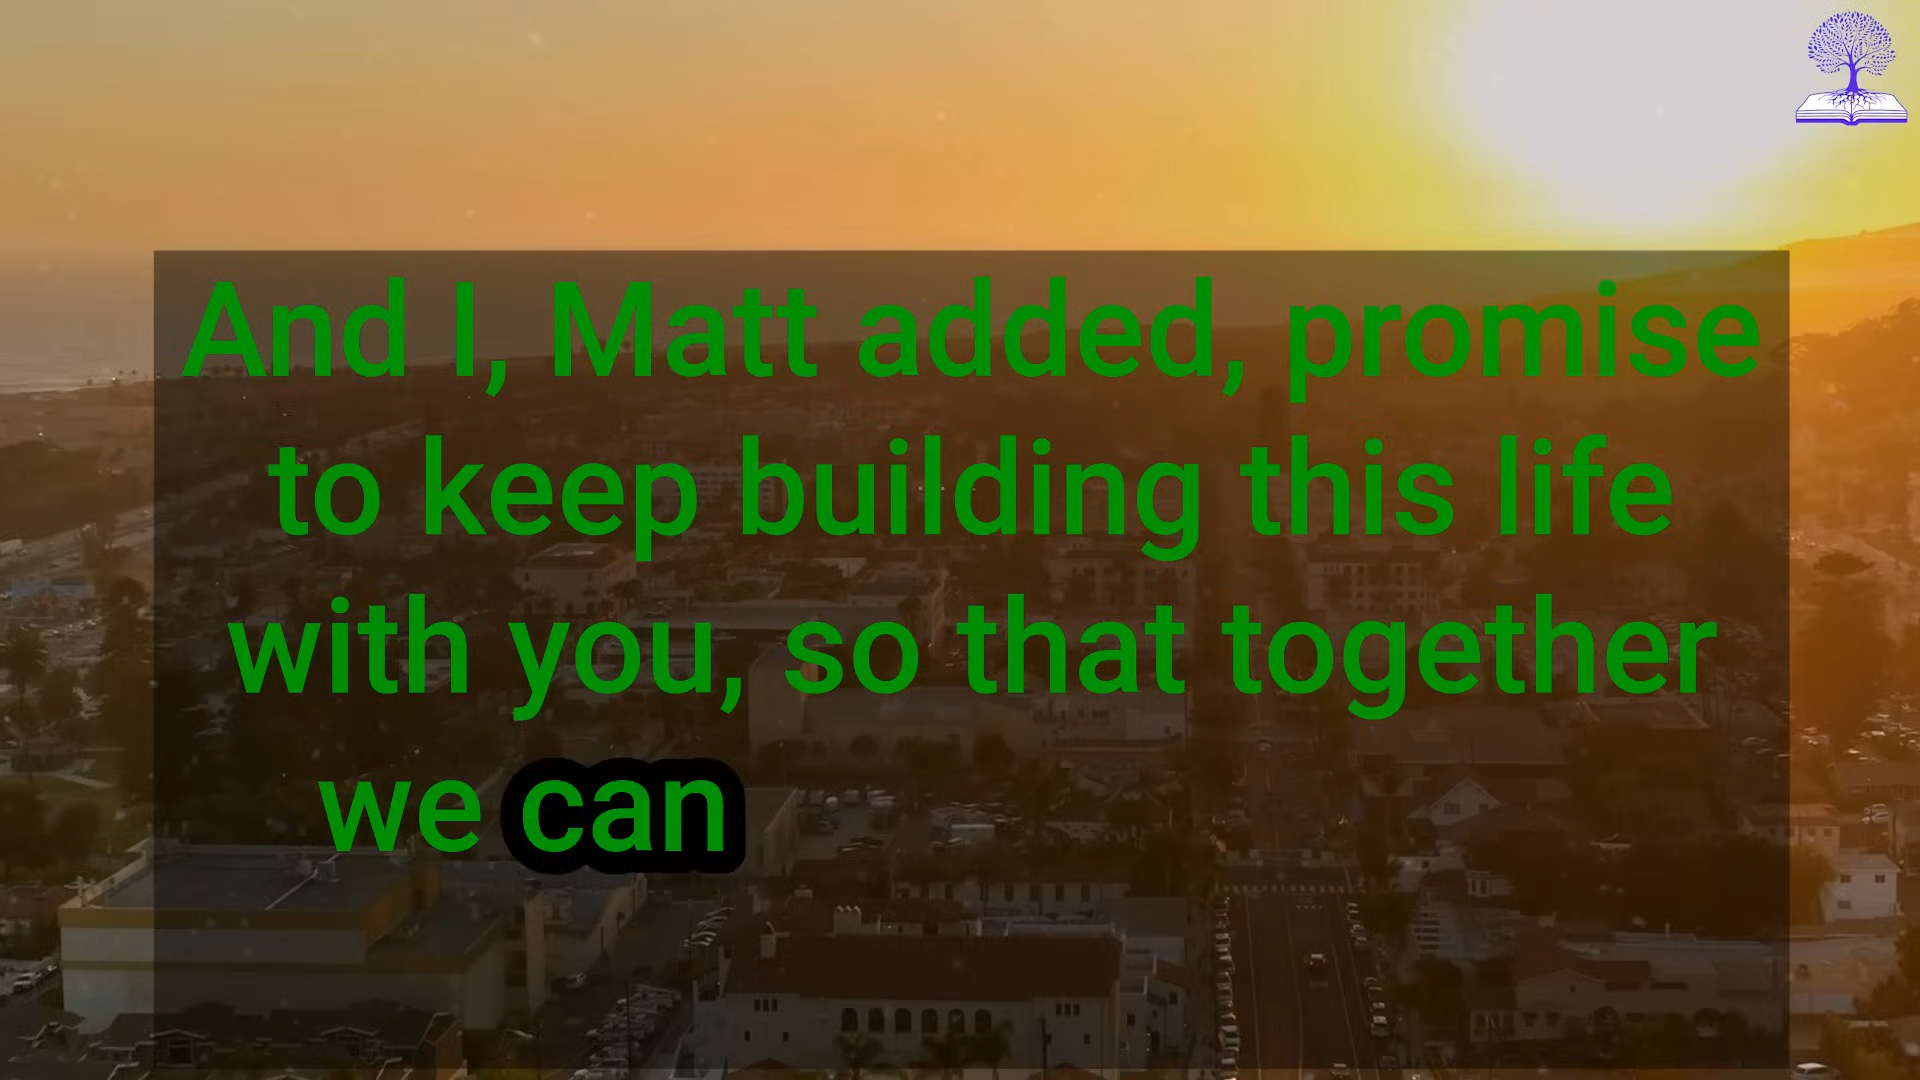 And I, Matt added, promise
to keep building this life
with you, so that together
we can